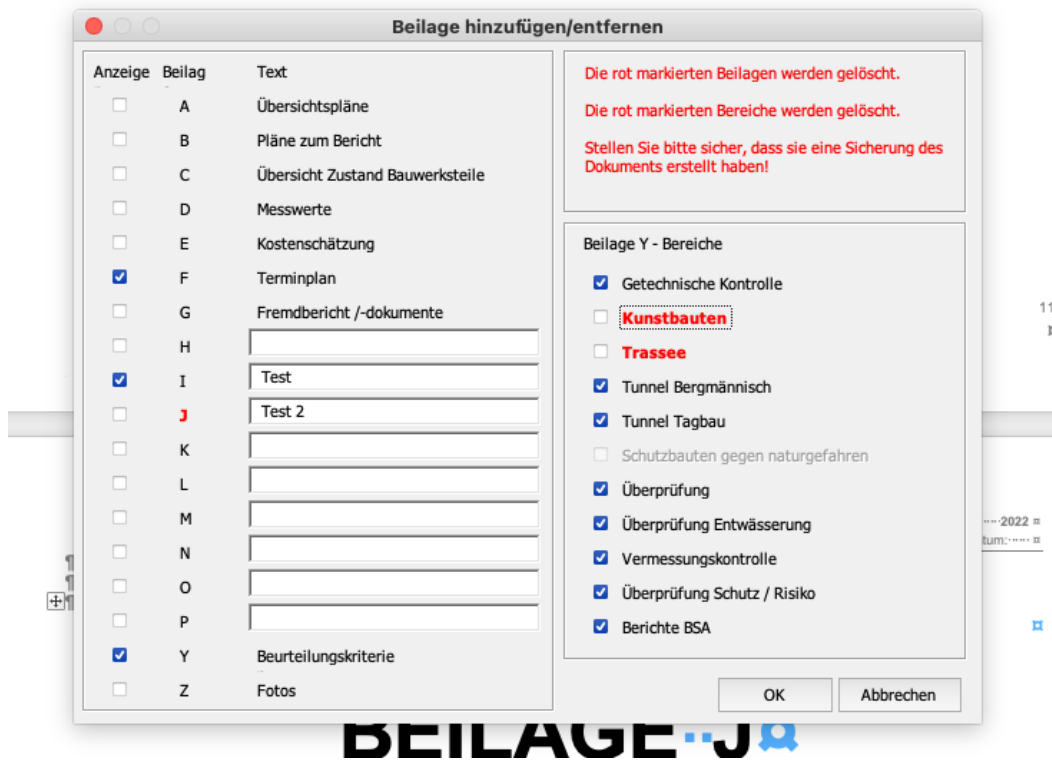 Beilage hinzufügen/entfernen
Anzeige Beilag Text
A Übersichtspläne
B Pläne zum Bericht
C Übersicht Zustand Bauwerksteile
D Messwerte
E Kostenschätzung
F Terminplan
G Fremdbericht /-dokumente
H
I Test
J Test 2
K
L
M
N
O
P
Y Beurteilungskriterie
Z Fotos
Die rot markierten Beilagen werden gelöscht.
Die rot markierten Bereiche werden gelöscht.
Stellen Sie bitte sicher, dass sie eine Sicherung des
Dokuments erstellt haben!
Beilage Y - Bereiche
Getechnische Kontrolle
Kunstbauten
Trassee
Tunnel Bergmännisch
Tunnel Tagbau
Schutzbauten gegen naturgefahren
Überprüfung
Überprüfung Entwässerung
Vermessungskontrolle
Überprüfung Schutz / Risiko
Berichte BSA
OK Abbrechen
11
2022
tum:
BEILAGE J